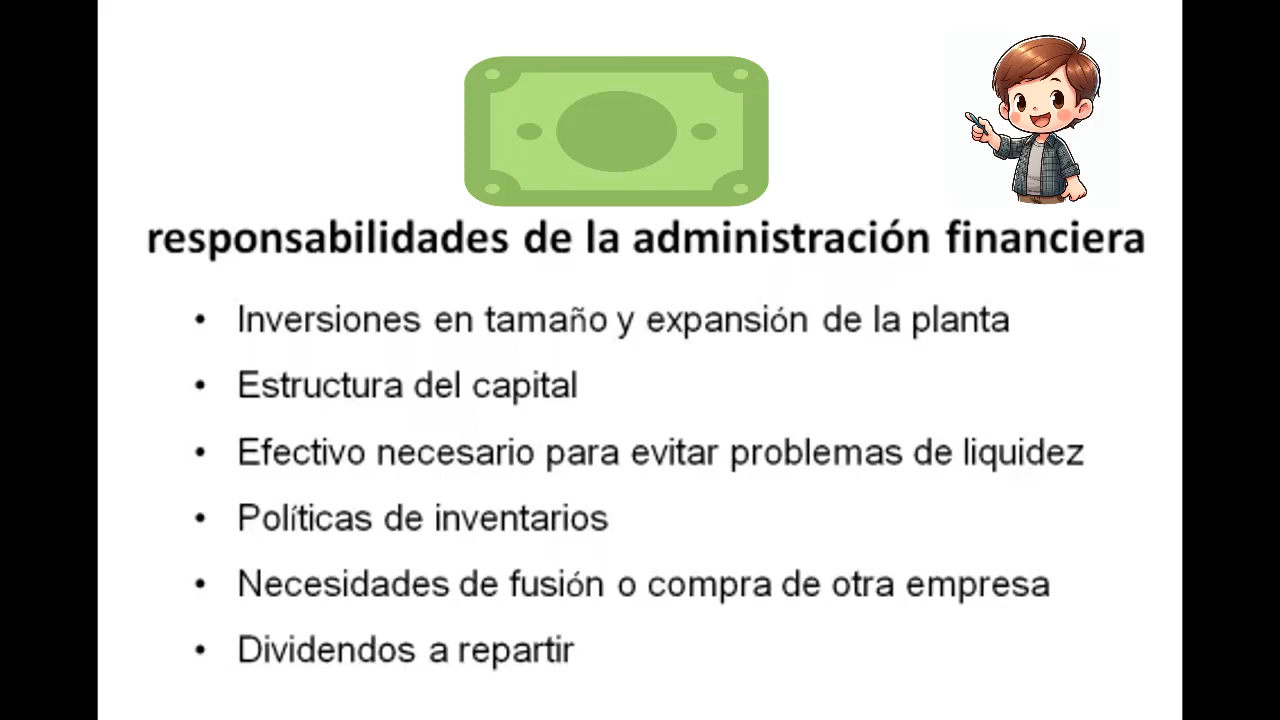 responsabilidades de la administración financiera
• Inversiones en tamaño y expansión de la planta
• Estructura del capital
• Efectivo necesario para evitar problemas de liquidez
• Políticas de inventarios
• Necesidades de fusión o compra de otra empresa
• Dividendos a repartir